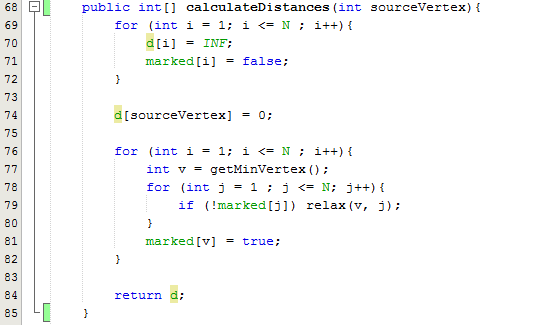 68 public int[] calculateDistances(int sourceVertex){
69 for (int i = 1; i <= N ; i++){
70 d[i] = INF;
71 marked[i] = false;
72 }
73
74 d[sourceVertex] = 0;
75
76 for (int i = 1; i <= N ; i++){
77 int v = getMinVertex();
78 for (int j = 1 ; j <= N; j++){
79 if (!marked[j]) relax(v, j);
80 }
81 marked[v] = true;
82 }
83
84 return d;
85 }